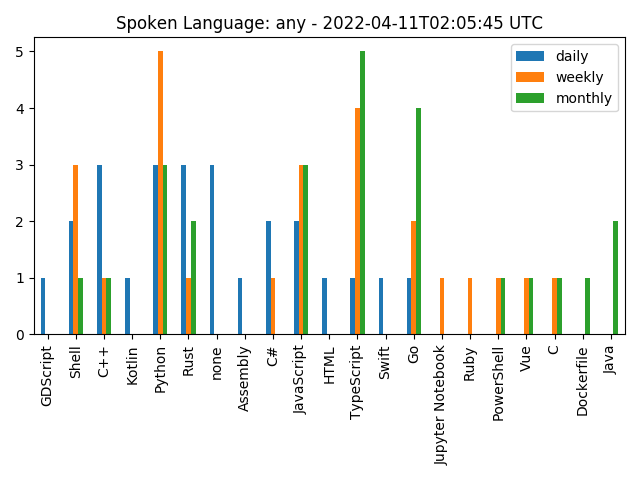 Spoken Language: any - 2022-04-11T02:05:45 UTC
daily
weekly
monthly
5
4
3
2
1
0
GDScript
Shell
C++
Kotlin
Python
Rust
none
Assembly
C#
JavaScript
HTML
TypeScript
Swift
Go
Jupyter Notebook
Ruby
PowerShell
Vue
C
Dockerfile
Java